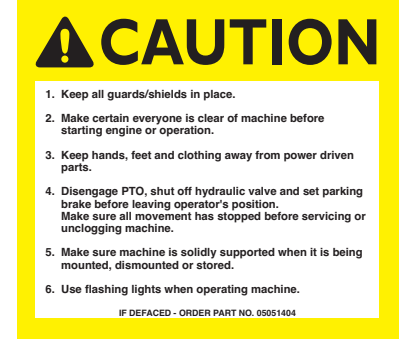 CAUTION
1. Keep all guards/shields in place.
2. Make certain everyone is clear of machine before
starting engine or operation.
3. Keep hands, feet and clothing away from power driven
parts.
4. Disengage PTO, shut off hydraulic valve and set parking
brake before leaving operator's position.
Make sure all movement has stopped before servicing or
unclogging machine.
5. Make sure machine is solidly supported when it is being
mounted, dismounted or stored.
6. Use flashing lights when operating machine.
IF DEFACED - ORDER PART NO. 05051404